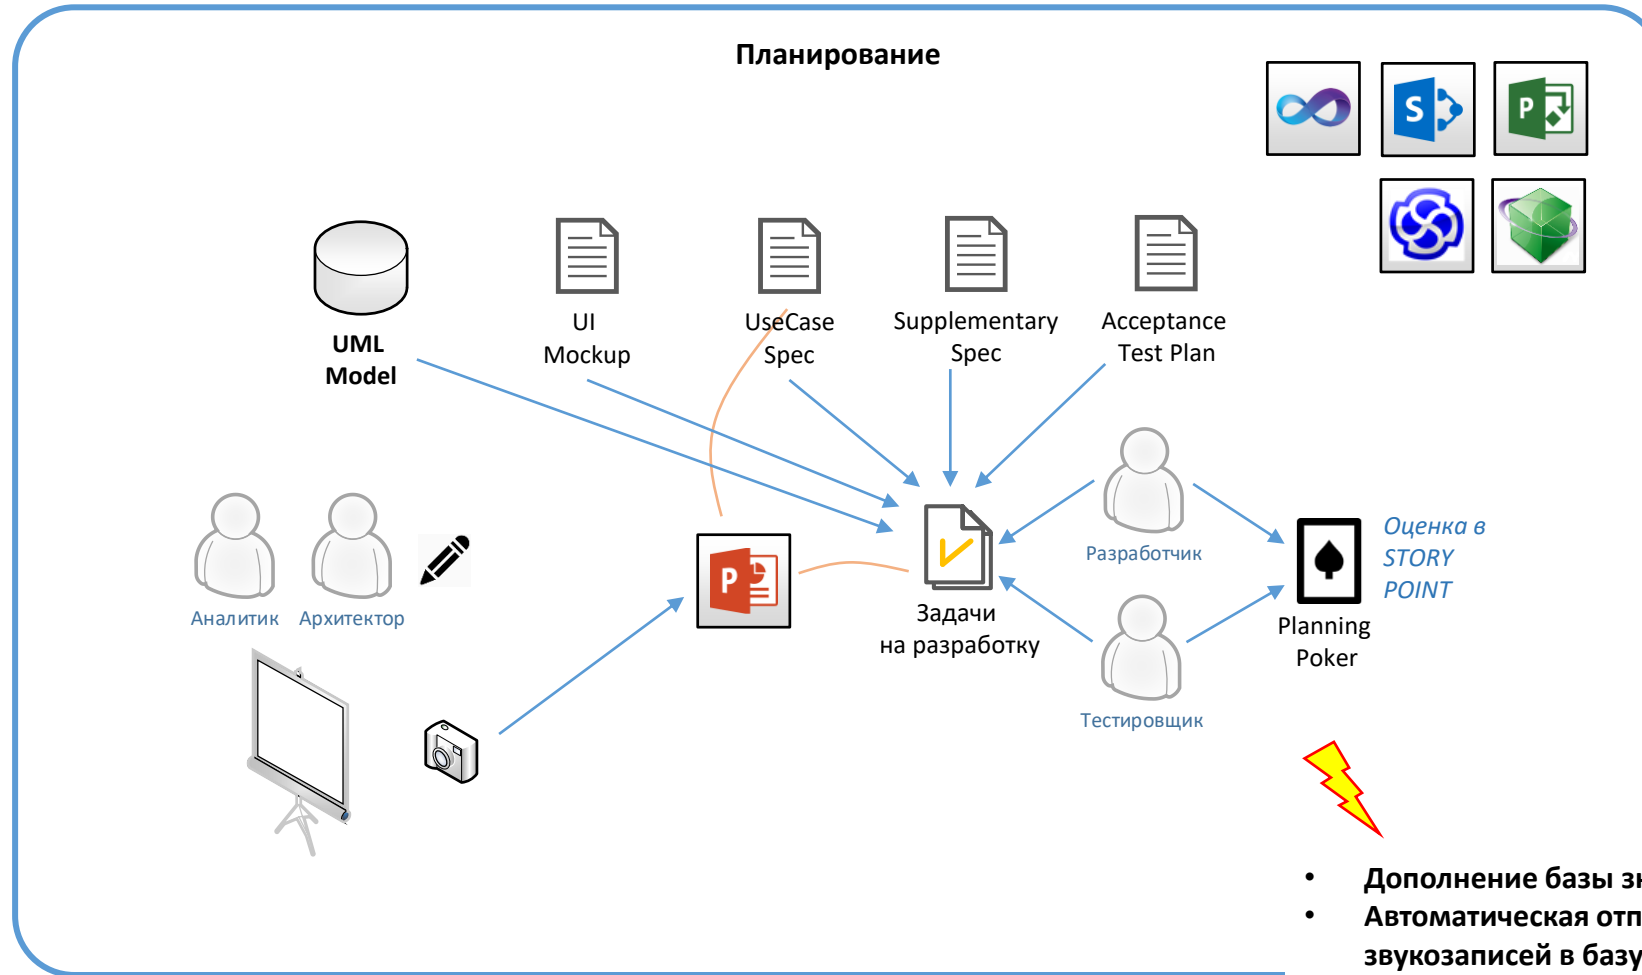 Планирование
UML
Model
UI
Mockup
UseCase
Spec
Supplementary
Spec
Acceptance
Test Plan
Аналитик
Архитектор
Задачи
на разработку
Разработчик
Тестировщик
Planning
Poker
Оценка в
STORY
POINT
S
P
P
• Дополнение базы
• Автоматическая
звукозаписей в базу